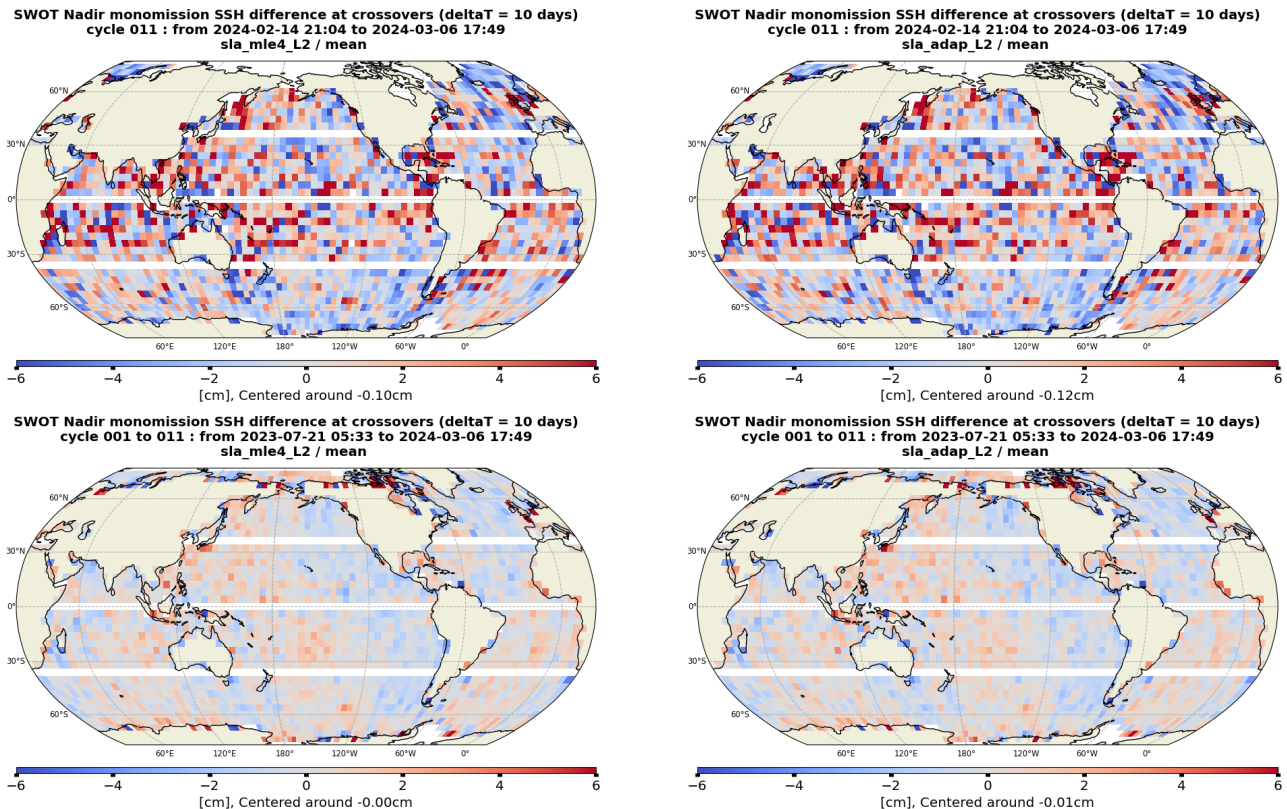 SWOT Nadir monomission SSH difference at crossovers (deltaT = 10 days)
cycle 011 : from 2024-02-14 21:04 to 2024-03-06 17:49
sla_mle4_L2 / mean
60°N
30°N
0°
30°S
60°S
60°E 120°E 180° 120°W 60°W 0°
−6 −4 −2 0 2 4 6
[cm], Centered around -0.10cm
SWOT Nadir monomission SSH difference at crossovers (deltaT = 10 days)
cycle 011 : from 2024-02-14 21:04 to 2024-03-06 17:49
sla_adap_L2 / mean
60°N
30°N
0°
30°S
60°S
60°E 120°E 180° 120°W 60°W 0°
−6 −4 −2 0 2 4 6
[cm], Centered around -0.12cm
SWOT Nadir monomission SSH difference at crossovers (deltaT = 10 days)
cycle 001 to 011 : from 2023-07-21 05:33 to 2024-03-06 17:49
sla_mle4_L2 / mean
60°N
30°N
0°
30°S
60°S
60°E 120°E 180° 120°W 60°W 0°
−6 −4 −2 0 2 4 6
[cm], Centered around -0.00cm
SWOT Nadir monomission SSH difference at crossovers (deltaT = 10 days)
cycle 001 to 011 : from 2023-07-21 05:33 to 2024-03-06 17:49
sla_adap_L2 / mean
60°N
30°N
0°
30°S
60°S
60°E 120°E 180° 120°W 60°W 0°
−6 −4 −2 0 2 4 6
[cm], Centered around -0.01cm